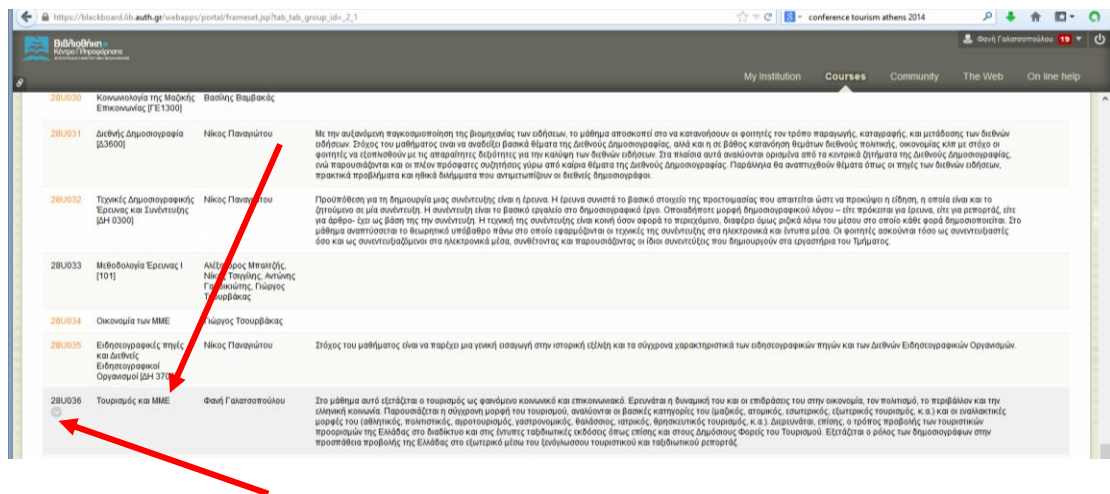 https://blackboard.lib.auth.gr/webapps/portal/frameset.jsp?tab_tab_group_id=_2_1
conference tourism athens 2014
Βιβλιοθήκη
Κέντρο Πληροφόρησης
Φανή Γαλατσοπούλου 19
My Institution Courses Community The Web On line help
28U030 Κοινωνιολογία της Μαζικής Επικοινωνίας [ΓΕ1300] Βασίλης Βαμβακάς
28U031 Διεθνής Δημοσιογραφία [Δ3600] Νίκος Παναγιώτου
Με την αυξανόμενη παγκοσμιοποίηση της βιομηχανίας των ειδήσεων, το μάθημα αποσκοπεί στο να κατανοήσουν οι φοιτητές τον τρόπο παραγωγής, καταγραφής, και μετάδοσης των διεθνών
ειδήσεων. Στόχος του μαθήματος ειναι να αναδείξει βασικά θέματα της Διεθνούς Δημοσιογραφίας, αλλά και η σε βάθος κατανόηση θεμάτων διεθνούς πολιτικής, οικονομίας κλπ με στόχο οι
φοιτητές να εξοπλισθούν με τις απαραίτητες δεξιότητες για την κάλυψη των διεθνών ειδήσεων. Στα πλαίσια αυτά αναλύονται ορισμένα από τα κεντρικά ζητήματα της Διεθνούς Δημοσιογραφίας,
ενώ παρουσιάζονται και οι πλέον πρόσφατες συζητήσεις γύρω από καίρια θέματα της Διεθνούς Δημοσιογραφίας. Παράλληλα θα αναπτυχθούν θέματα όπως οι πηγές των διεθνών ειδήσεων,
πρακτικά προβλήματα και ηθικά διλήμματα που αντιμετωπίζουν οι διεθνείς δημοσιογράφοι.
28U032 Τεχνικές Δημοσιογραφικής Έρευνας και Συνέντευξης [ΔΗ 0300] Νίκος Παναγιώτου
Προϋπόθεση για τη δημιουργία μιας συνέντευξης είναι η έρευνα. Η έρευνα συνιστά το βασικό στοιχείο της προετοιμασίας που απαιτείται ώστε να προκύψει η είδηση, η οποία είναι και το
ζητούμενο σε μία συνέντευξη. Η συνέντευξη είναι το βασικό εργαλείο στο δημοσιογραφικό έργο. Οποιαδήποτε μορφή δημοσιογραφικού λόγου – είτε πρόκειται για έρευνα, είτε για ρεπορτάζ, είτε
για άρθρο- έχει ως βάση της την συνέντευξη. Η τεχνική της συνέντευξης είναι κοινή όσον αφορά το περιεχόμενο, διαφέρει όμως ριζικά λόγω του μέσου στο οποίο κάθε φορά δημοσιοποιείται. Στο
μάθημα αναπτύσσεται το θεωρητικό υπόβαθρο πάνω στο οποίο εφαρμόζονται οι τεχνικές της συνέντευξης στα ηλεκτρονικά και έντυπα μέσα. Οι φοιτητές ασκούνται τόσο ως συνεντευξιαστές
όσο και ως συνεντευξιαζόμενοι στα ηλεκτρονικά μέσα, συνθέτοντας και παρουσιάζοντας οι ίδιοι συνεντεύξεις που δημιουργούν στα εργαστήρια του Τμήματος.
28U033 Μεθοδολογία Έρευνας Ι [101] Νίκος Τσιγγίλης, Αντώνης Γιώργος
28U034 Οικονομία των ΜΜΕ Γιώργος Τσουρβάκας
28U035 Ειδησεογραφικές πηγές και Διεθνείς Ειδησεογραφικοί Οργανισμοί Νίκος Παναγιώτου
Στόχος του μαθήματος είναι να παρέχει μια γενική εισαγωγή στην ιστορική εξέλιξη και τα σύγχρονα χαρακτηριστικά των ειδησεογραφικών πηγών και των Διεθνών Ειδησεογραφικών Οργανισμών.
28U036 Τουρισμός και ΜΜΕ Φανή Γαλατσοπούλου
Στο μάθημα αυτό εξετάζεται ο τουρισμός ως φαινόμενο κοινωνικό και επικοινωνιακό. Ερευνάται η δυναμική του και οι επιδράσεις του στην οικονομία, τον πολιτισμό, το περιβάλλον και την
ελληνική κοινωνία. Παρουσιάζεται η σύγχρονη μορφή του τουρισμού, αναλύονται οι βασικές κατηγορίες του (μαζικός, ατομικός, εσωτερικός, εξωτερικός τουρισμός, κ.α.) και οι εναλλακτικές
μορφές του (αθλητικός, πολιτιστικός, αγροτουρισμός, γαστρονομικός, θαλάσσιος, ιατρικός, θρησκευτικός τουρισμός, κ.α.). Διερευνάται, επίσης, ο τρόπος προβολής των τουριστικών
προορισμών της Ελλάδας στο διαδίκτυο και στις έντυπες ταξιδιωτικές εκδόσεις όπως επίσης και στους Δημόσιους Φορείς του Τουρισμού. Εξετάζεται ο ρόλος των δημοσιογράφων στην
προσπάθεια προβολής της Ελλάδας στο εξωτερικό μέσω του ξενόγλωσσου τουριστικού και ταξιδιωτικού ρεπορτάζ.